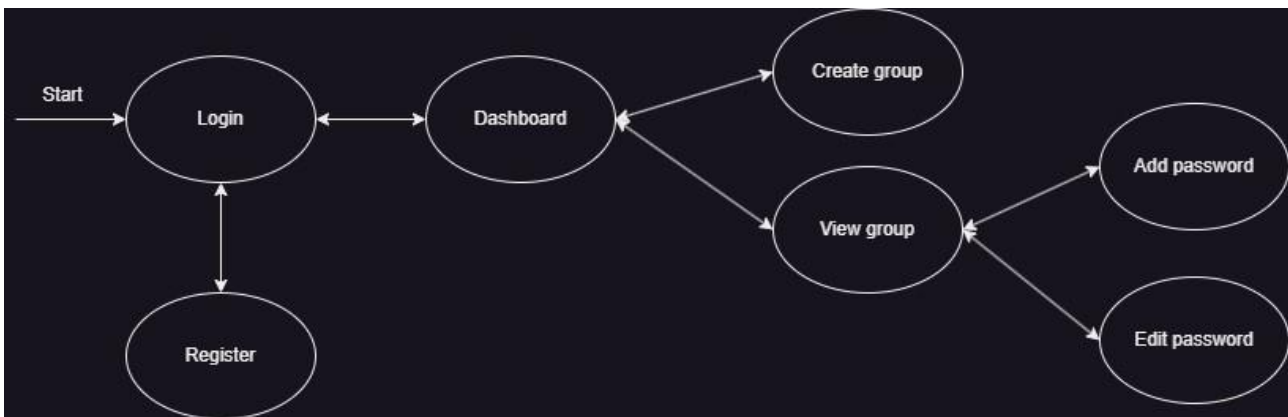 Start
Login
Dashboard
Create group
View group
Add password
Edit password
Register